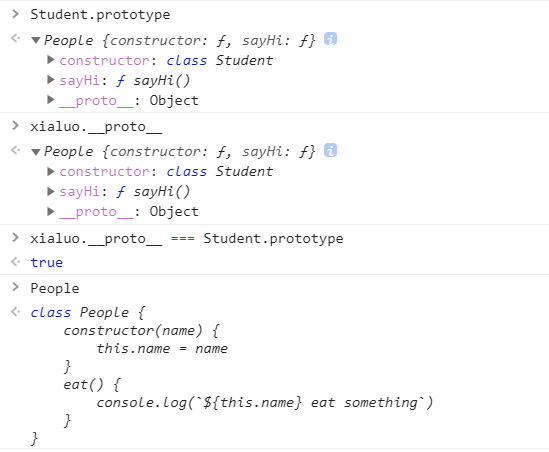 Student.prototype
People {constructor: ƒ, sayHi: ƒ} i
constructor: class Student
sayHi: ƒ sayHi()
__proto__: Object
xialuo.__proto__
People {constructor: ƒ, sayHi: ƒ} i
constructor: class Student
sayHi: ƒ sayHi()
__proto__: Object
xialuo.__proto__ === Student.prototype
true
People
class People {
    constructor(name) {
        this.name = name
    }
    eat() {
        console.log(`${this.name} eat something`)
    }
}